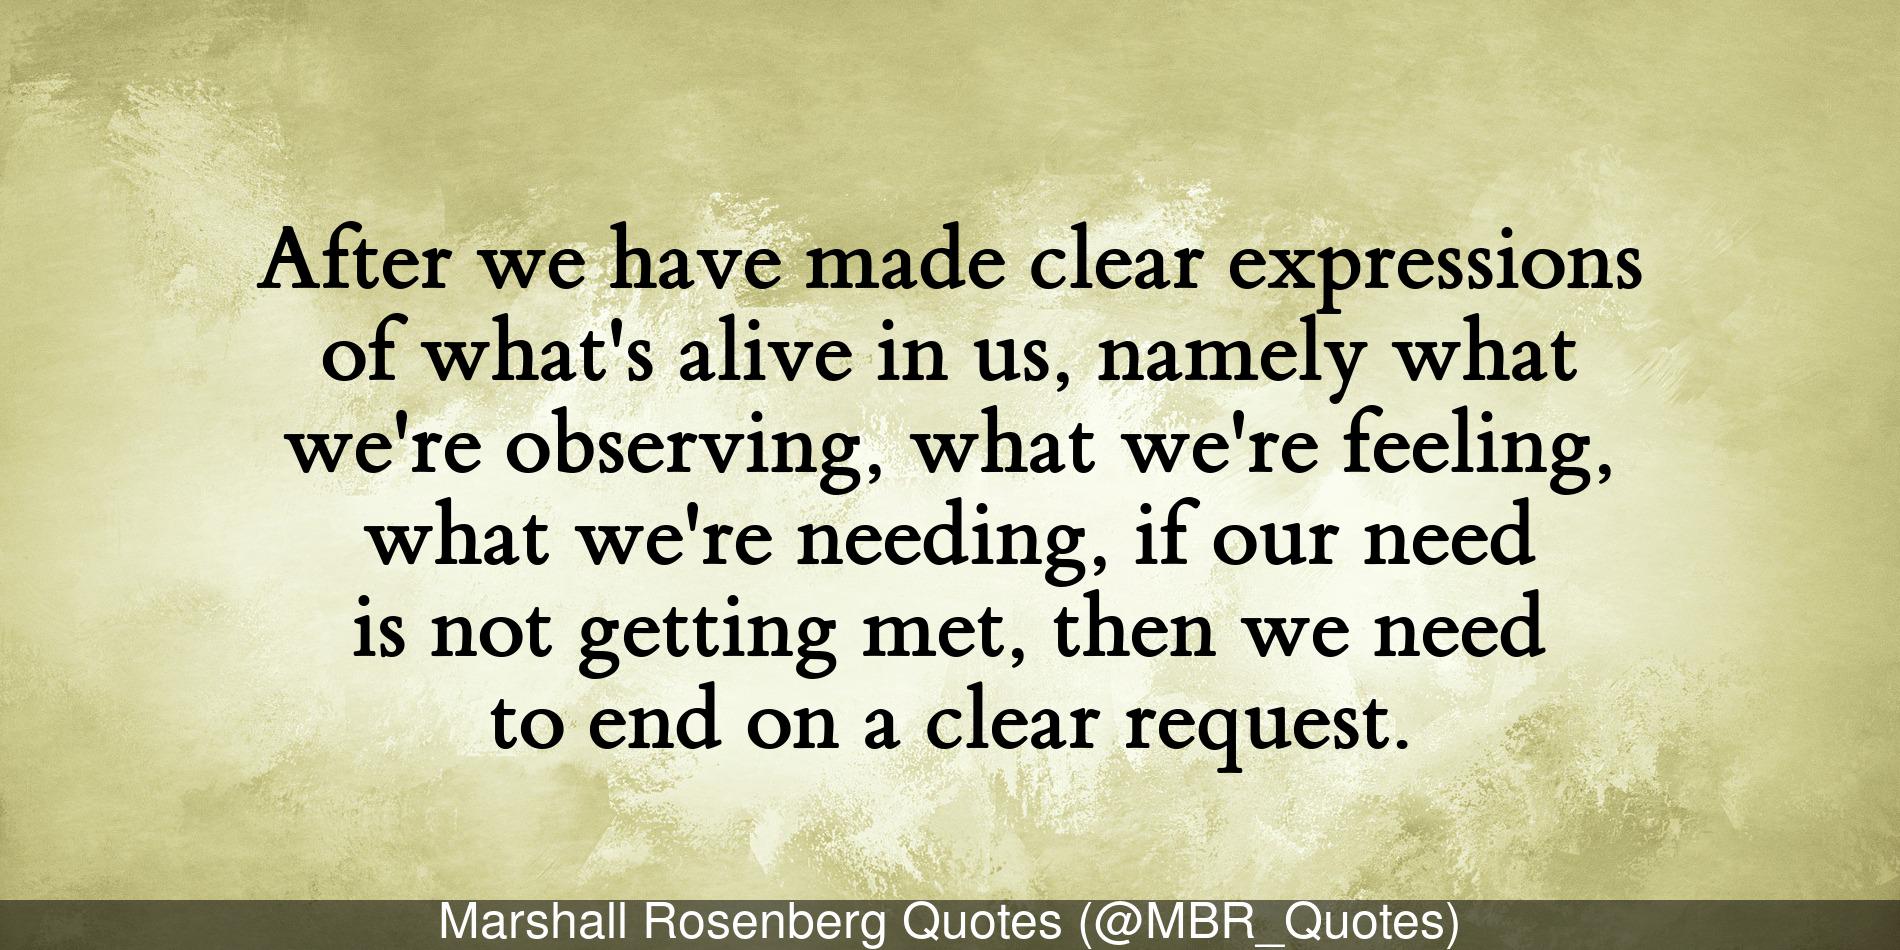 After we have made clear expressions
of what's alive in us, namely what
we're observing, what we're feeling,
what we're needing, if our need
is not getting met, then we need
to end on a clear request.
Marshall Rosenberg Quotes (@MBR_Quotes)